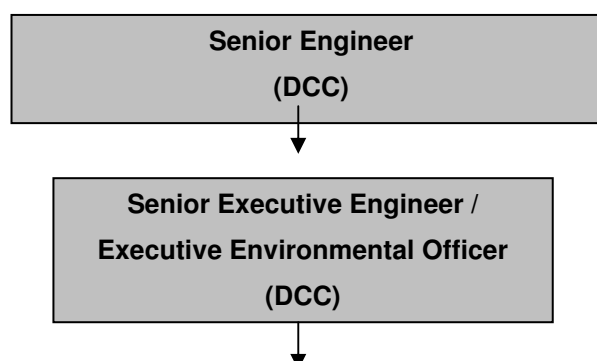 Senior Engineer
(DCC)
Senior Executive Engineer /
Executive Environmental Officer
(DCC)